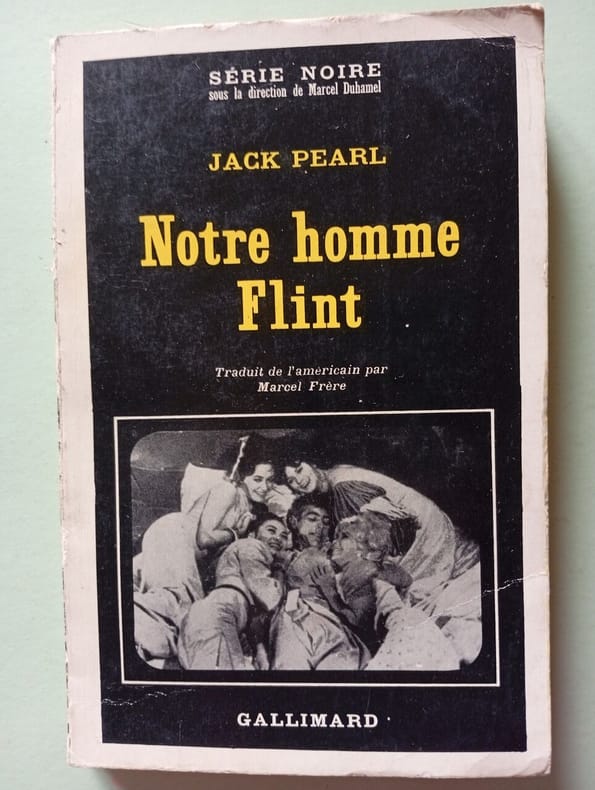 SÉRIE NOIRE
sous la direction de Marcel Duhamel
JACK PEARL
Notre homme
Flint
Traduit de l'américain par
Marcel Frère
GALLIMARD